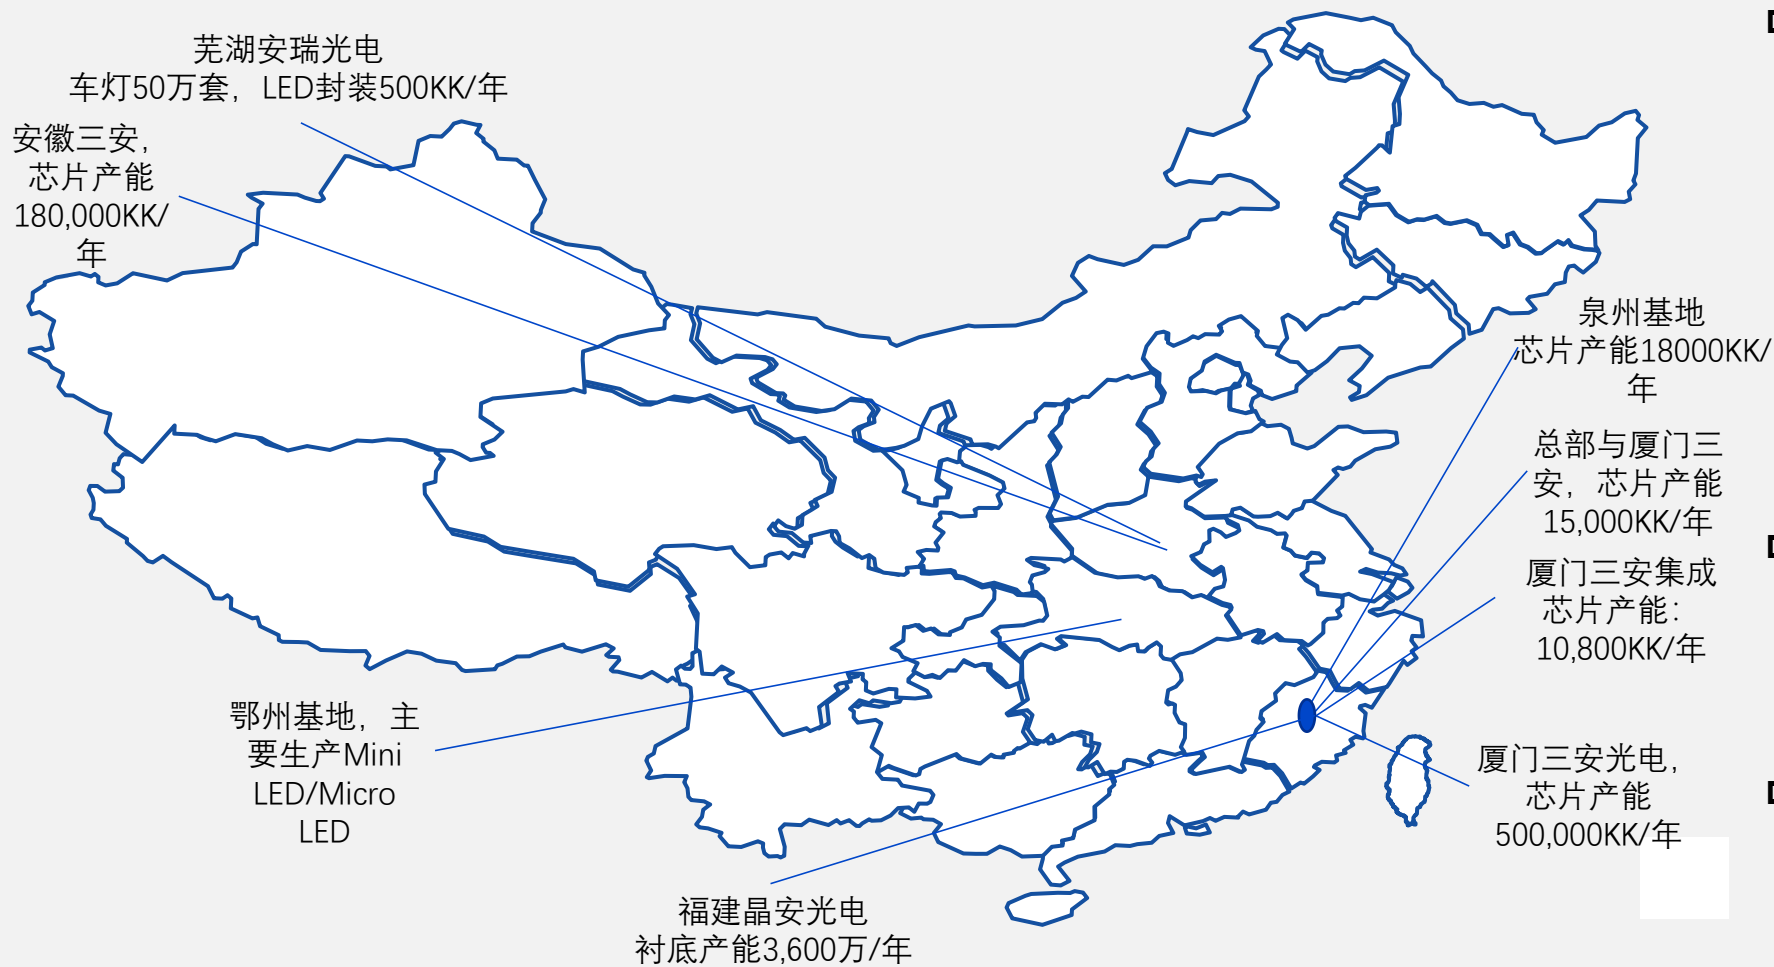 芜湖安瑞光电
车灯50万套，LED封装500KK/年
安徽三安，
芯片产能
180,000KK/
年
泉州基地
芯片产能18000KK/
年
总部与厦门三
安，芯片产能
15,000KK/年
厦门三安集成
芯片产能：
10,800KK/年
鄂州基地，主
要生产Mini
LED/Micro
LED
厦门三安光电，
芯片产能
500,000KK/年
福建晶安光电
衬底产能3,600万/年